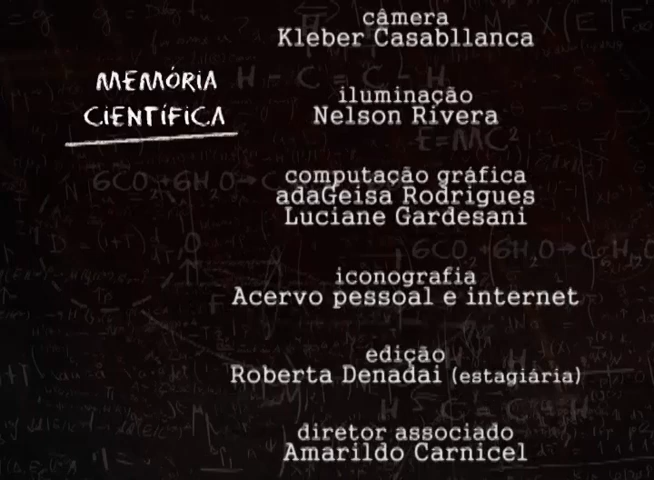 câmera
Kleber Casabllanca
MEMÓRIA
CIENTÍFICA
iluminação
Nelson Rivera
E=MC²
computação gráfica
adaGeisa Rodrigues
Luciane Gardesani
iconografia
Acervo pessoal e internet
edição
Roberta Denadai (estagiária)
diretor associado
Amarildo Carnicel